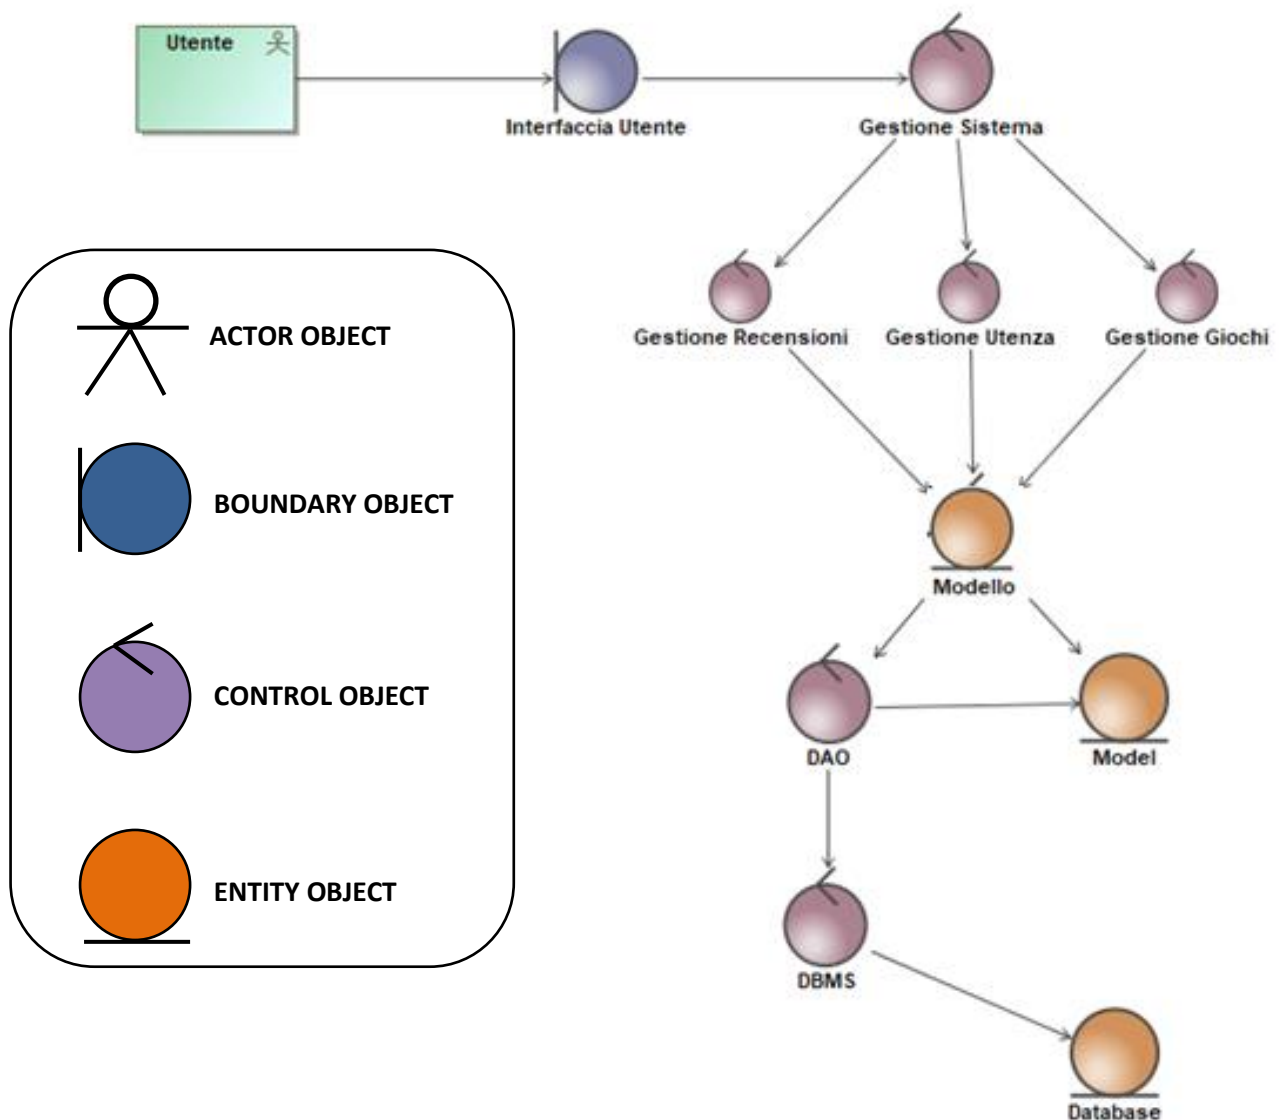 Utente
Interfaccia Utente
Gestione Sistema
ACTOR OBJECT
BOUNDARY OBJECT
CONTROL OBJECT
ENTITY OBJECT
Gestione Recensioni
Gestione Utenza
Gestione Giochi
Modello
DAO
Model
DBMS
Database